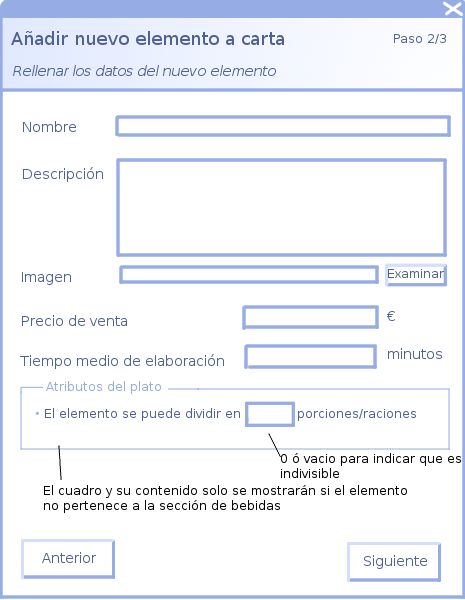 Añadir nuevo elemento a carta
Paso 2/3
Rellenar los datos del nuevo elemento
Nombre
Descripción
Imagen
Examinar
Precio de venta
€
Tiempo medio de elaboración
minutos
Atributos del plato
• El elemento se puede dividir en
porciones/raciones
0 ó vacio para indicar que es
indivisible
El cuadro y su contenido solo se mostrarán si el elemento
no pertenece a la sección de bebidas
Anterior
Siguiente